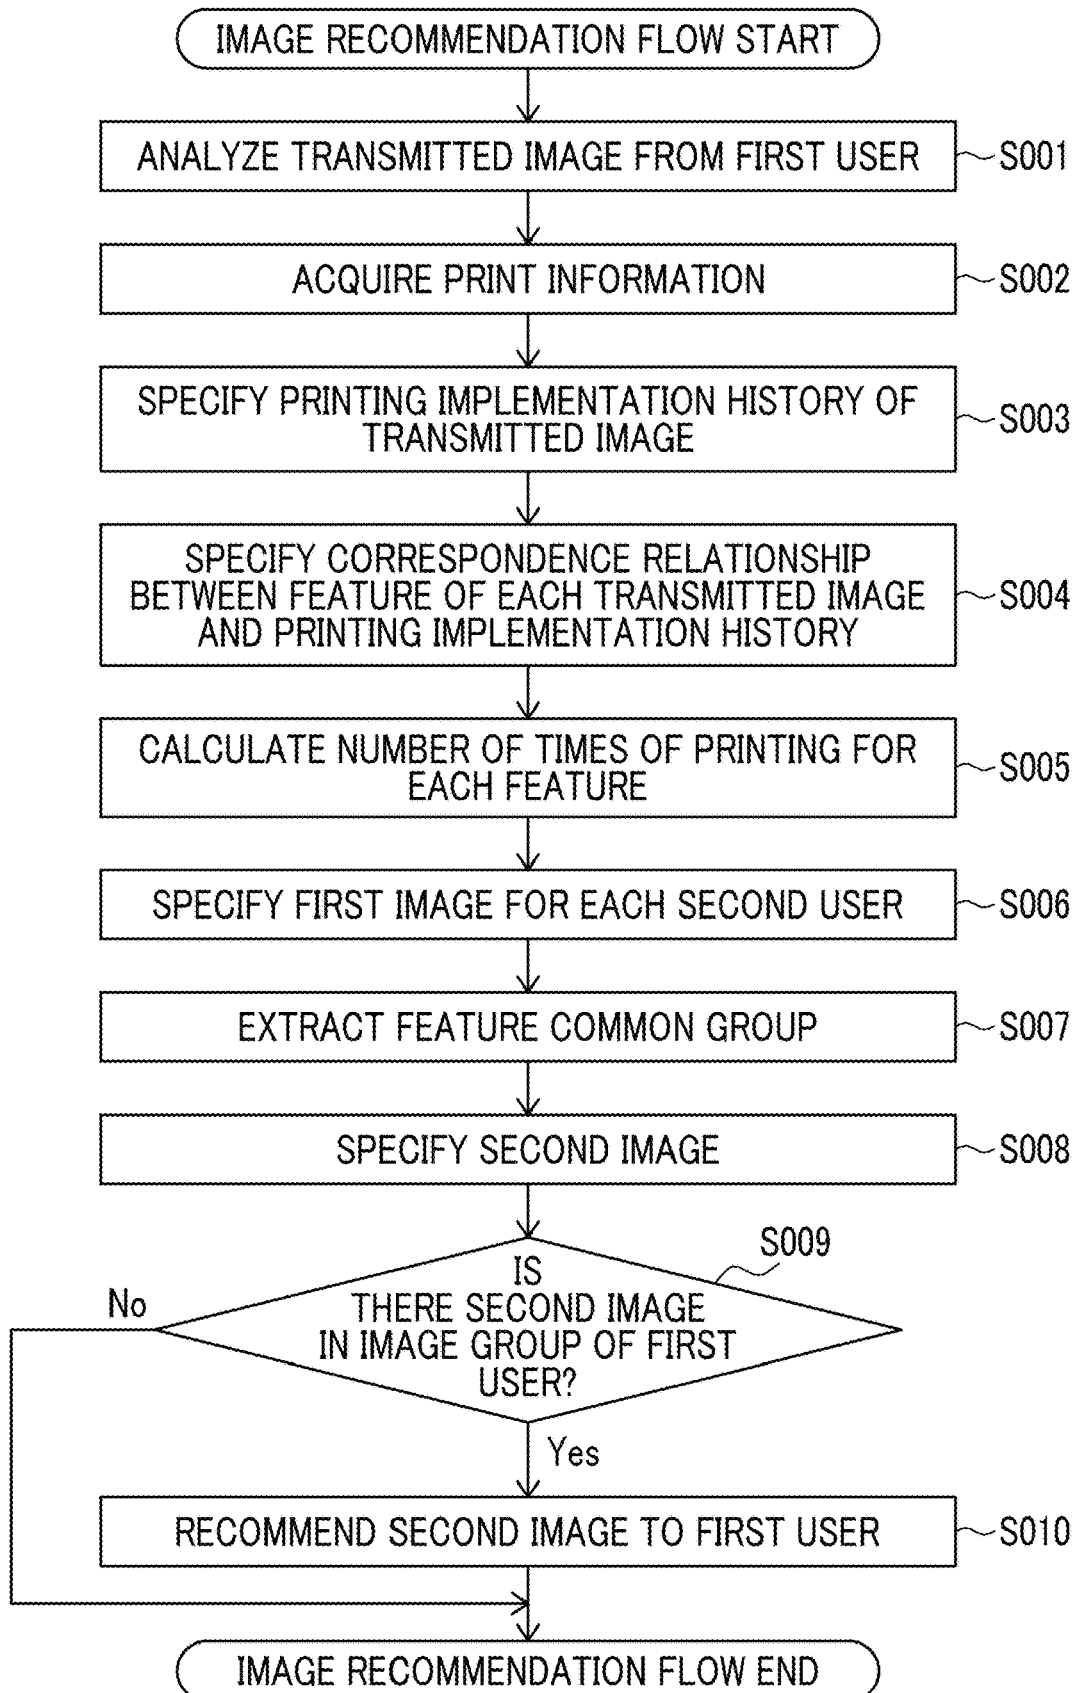 IMAGE RECOMMENDATION FLOW START
ANALYZE TRANSMITTED IMAGE FROM FIRST USER
S001
ACQUIRE PRINT INFORMATION
S002
SPECIFY PRINTING IMPLEMENTATION HISTORY OF
TRANSMITTED IMAGE
S003
SPECIFY CORRESPONDENCE RELATIONSHIP
BETWEEN FEATURE OF EACH TRANSMITTED IMAGE
AND PRINTING IMPLEMENTATION HISTORY
S004
CALCULATE NUMBER OF TIMES OF PRINTING FOR
EACH FEATURE
S005
SPECIFY FIRST IMAGE FOR EACH SECOND USER
S006
EXTRACT FEATURE COMMON GROUP
S007
SPECIFY SECOND IMAGE
S008
S009
IS
THERE SECOND IMAGE
IN IMAGE GROUP OF FIRST
USER?
No
Yes
RECOMMEND SECOND IMAGE TO FIRST USER
S010
IMAGE RECOMMENDATION FLOW END